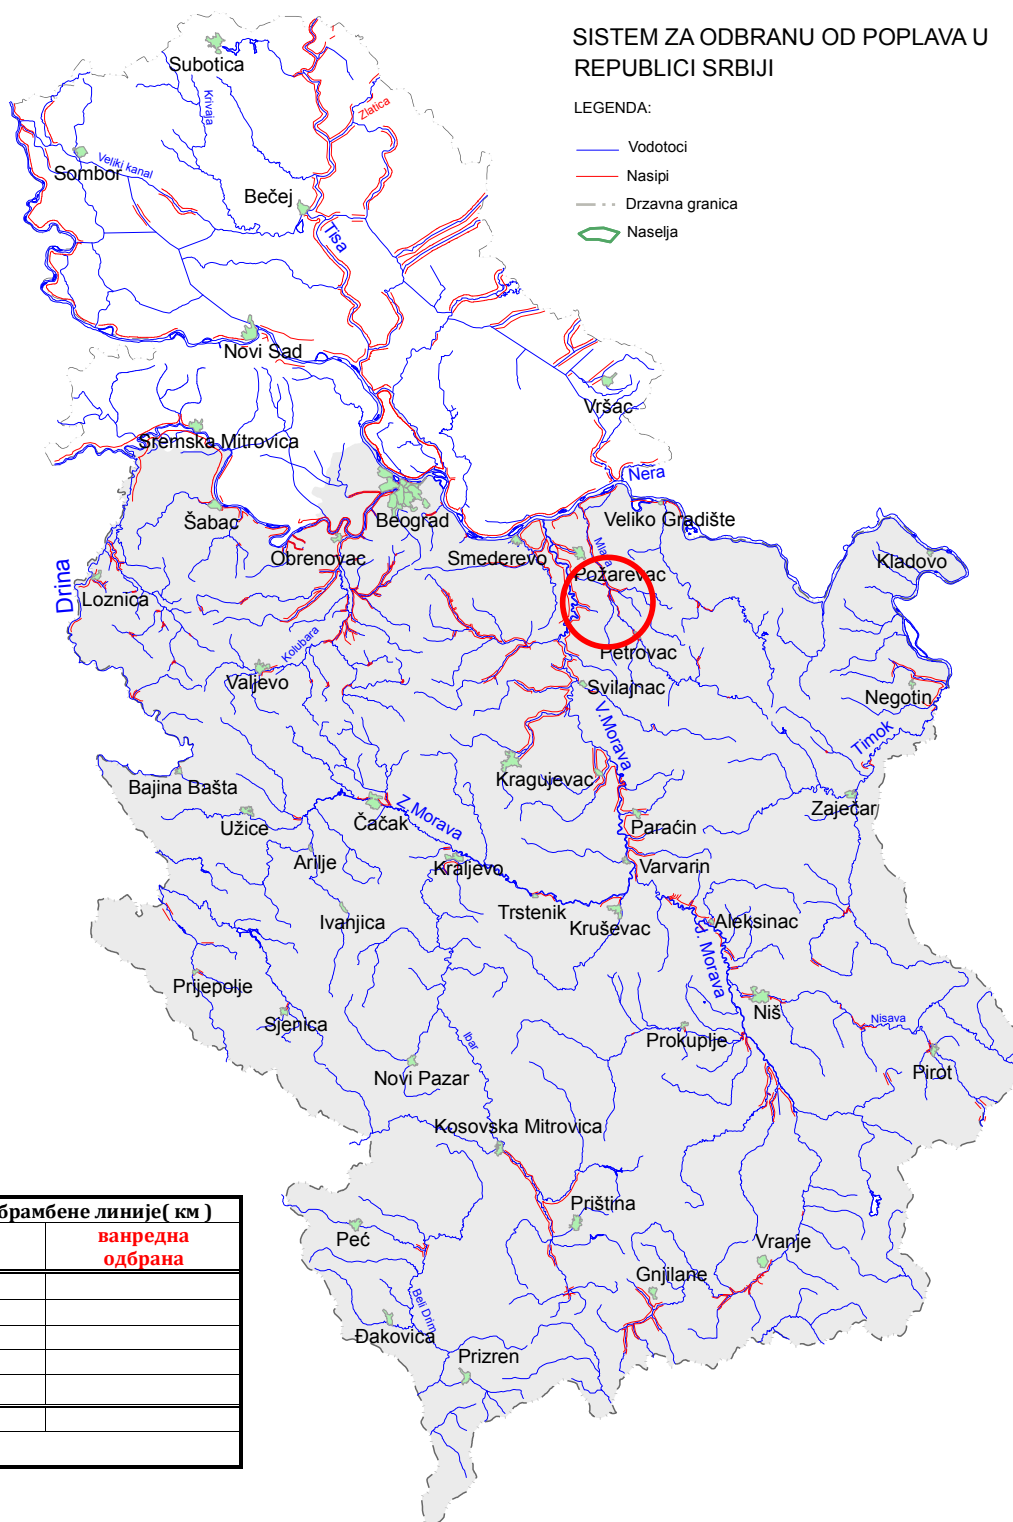 SISTEM ZA ODBRANU OD POPLAVA U
REPUBLICI SRBIJI
LEGENDA:
Vodotoci
Nasipi
Drzavna granica
Naselja
Subotica
Krivaja
Zlatica
Sombor
Veliki kanal
Bečej
Tisa
Novi Sad
Vršac
Sremska Mitrovica
Nera
Šabac
Beograd
Veliko Gradište
Obrenovac
Smederevo
Mlava
Kladovo
Drina
Požarevac
Loznica
Kolubara
Petrovac
Valjevo
Svilajnac
Negotin
V.Morava
Timok
Bajina Bašta
Kragujevac
Zaječar
Užice
Čačak
Z.Morava
Paraćin
Arilje
Kraljevo
Varvarin
Ivanjica
Trstenik
Kruševac
Aleksinac
J. Morava
Prijepolje
Niš
Sjenica
Nisava
Ibar
Prokuplje
Novi Pazar
Pirot
Kosovska Mitrovica
Priština
Peć
Vranje
Gnjilane
Beli Drim
Đakovica
Prizren
брамбене линије( км )
ванредна
одбрана